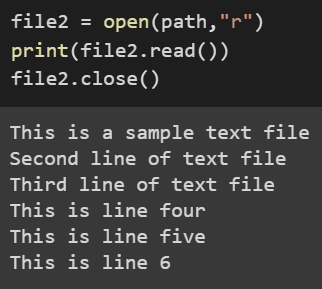 file2 = open(path,"r")
print(file2.read())
file2.close()
This is a sample text file
Second line of text file
Third line of text file
This is line four
This is line five
This is line 6